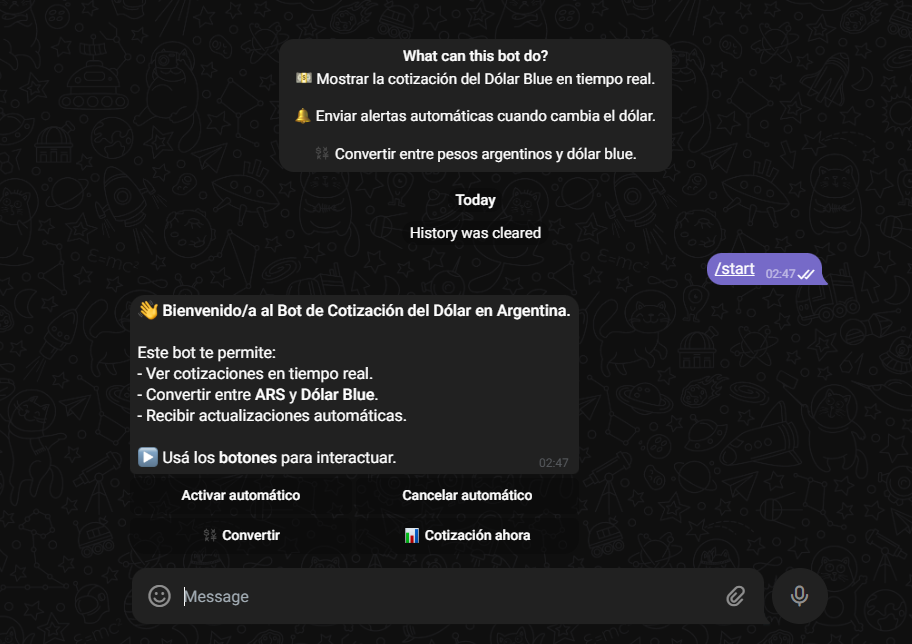 What can this bot do?
💵 Mostrar la cotización del Dólar Blue en tiempo real.
🔔 Enviar alertas automáticas cuando cambia el dólar.
💱 Convertir entre pesos argentinos y dólar blue.
Today
History was cleared
/start 02:47
👋 Bienvenido/a al Bot de Cotización del Dólar en Argentina.
Este bot te permite:
- Ver cotizaciones en tiempo real.
- Convertir entre ARS y Dólar Blue.
- Recibir actualizaciones automáticas.
▶️ Usá los botones para interactuar.
02:47
Activar automático Cancelar automático
💱 Convertir 📊 Cotización ahora
Message